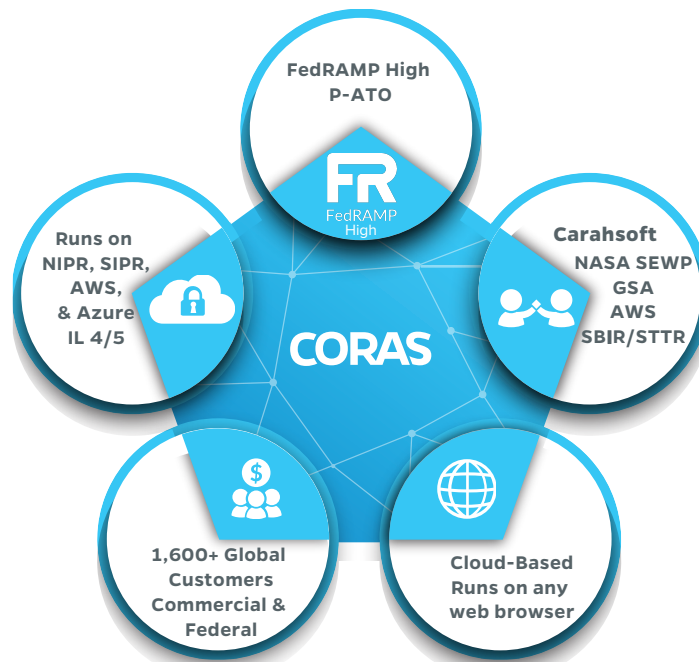 FedRAMP High
P-ATO
FR
FedRAMP
High
Runs on
NIPR, SIPR,
AWS,
& Azure
IL 4/5
Carahsoft
NASA SEWP
GSA
AWS
SBIR/STTR
CORAS
$
1,600+ Global
Customers
Commercial &
Federal
Cloud-Based
Runs on any
web browser